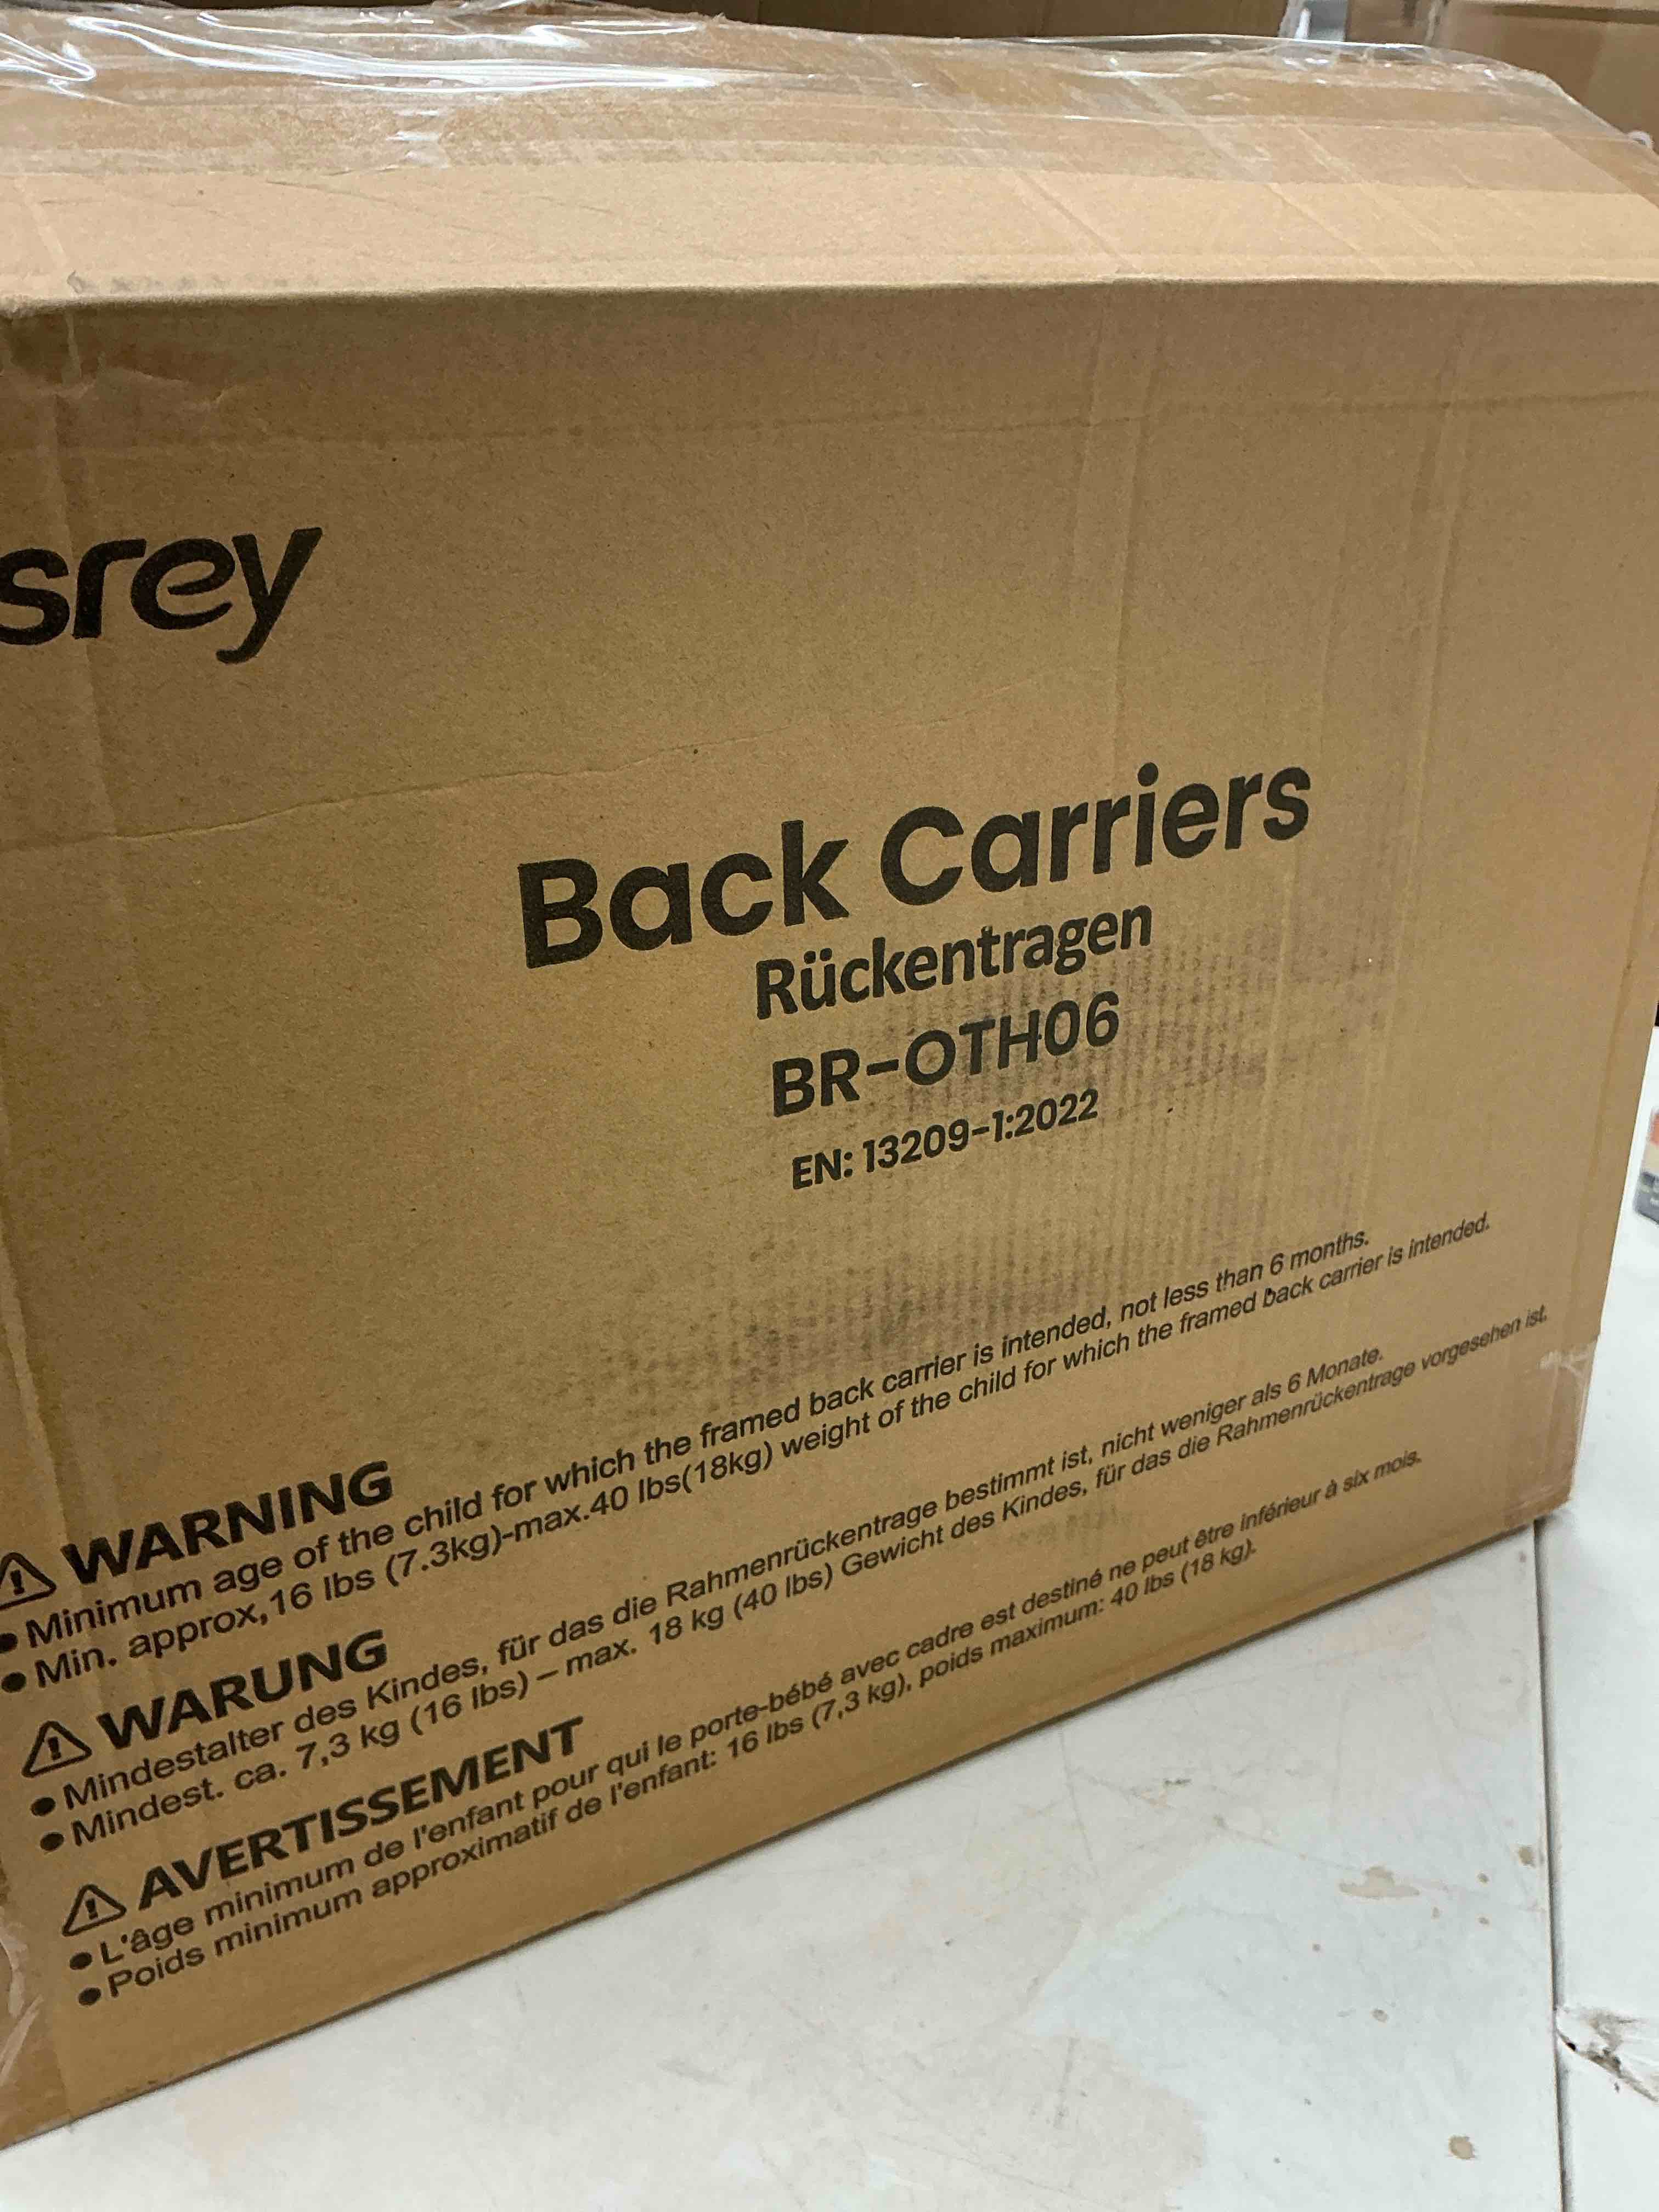 srey
Back Carriers
Rückentragen
BR-OTH06
EN: 13209-1:2022
WARNING
• Minimum age of the child for which the framed back carrier is intended, not less than 6 months.
• Min. approx,16 lbs (7.3kg)-max.40 lbs(18kg) weight of the child for which the framed back carrier is intended.
WARUNG
• Mindestalter des Kindes, für das die Rahmenrückentrage bestimmt ist, nicht weniger als 6 Monate.
• Mindest. ca. 7,3 kg (16 lbs) – max. 18 kg (40 lbs) Gewicht des Kindes, für das die Rahmenrückentrage vorgesehen ist.
AVERTISSEMENT
• L'âge minimum de l'enfant pour qui le porte-bébé avec cadre est destiné ne peut être inférieur à six mois.
• Poids minimum approximatif de l'enfant: 16 lbs (7,3 kg), poids maximum: 40 lbs (18 kg).